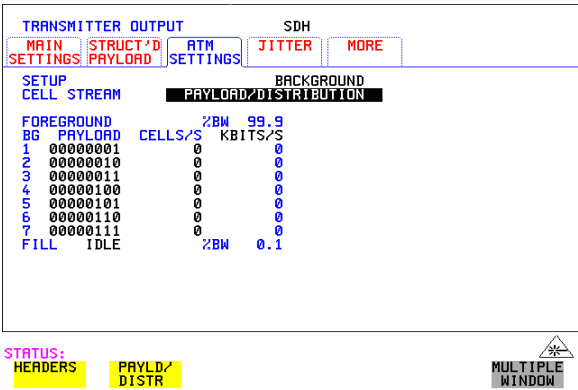 TRANSMITTER OUTPUT SDH
MAIN SETTINGS STRUCT'D PAYLOAD ATM SETTINGS JITTER MORE
SETUP BACKGROUND
CELL STREAM PAYLOAD/DISTRIBUTION
FOREGROUND %BW 99.9
BG PAYLOAD CELLS/S KBITS/S
1 00000001 0 0
2 00000010 0 0
3 00000011 0 0
4 00000100 0 0
5 00000101 0 0
6 00000110 0 0
7 00000111 0 0
FILL IDLE %BW 0.1
STATUS:
HEADERS PAYLD/ DISTR MULTIPLE WINDOW